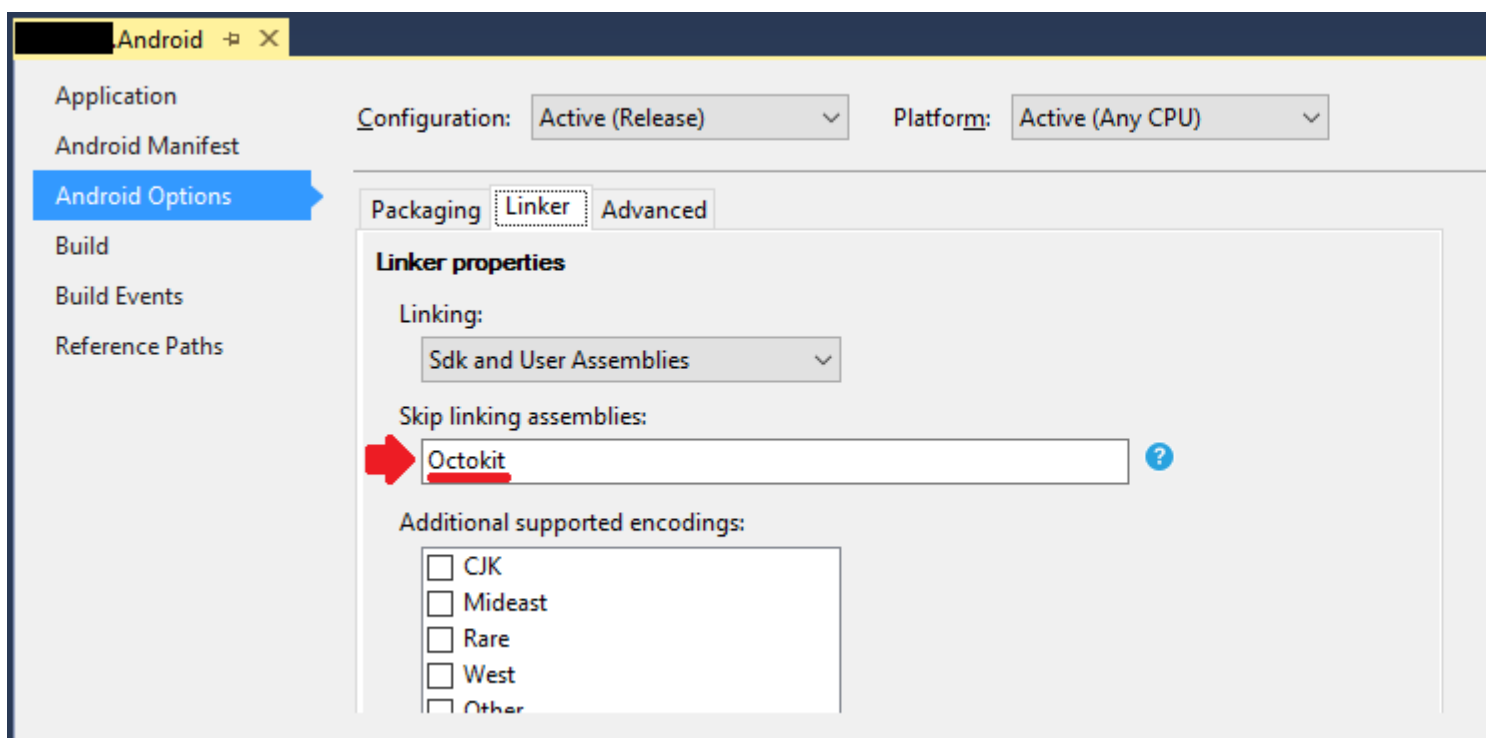 .Android
Application
Android Manifest
Android Options
Build
Build Events
Reference Paths
Configuration: Active (Release) Platform: Active (Any CPU)
Packaging Linker Advanced
Linker properties
Linking:
Sdk and User Assemblies
Skip linking assemblies:
Octokit
?
Additional supported encodings:
CJK
Mideast
Rare
West
Other